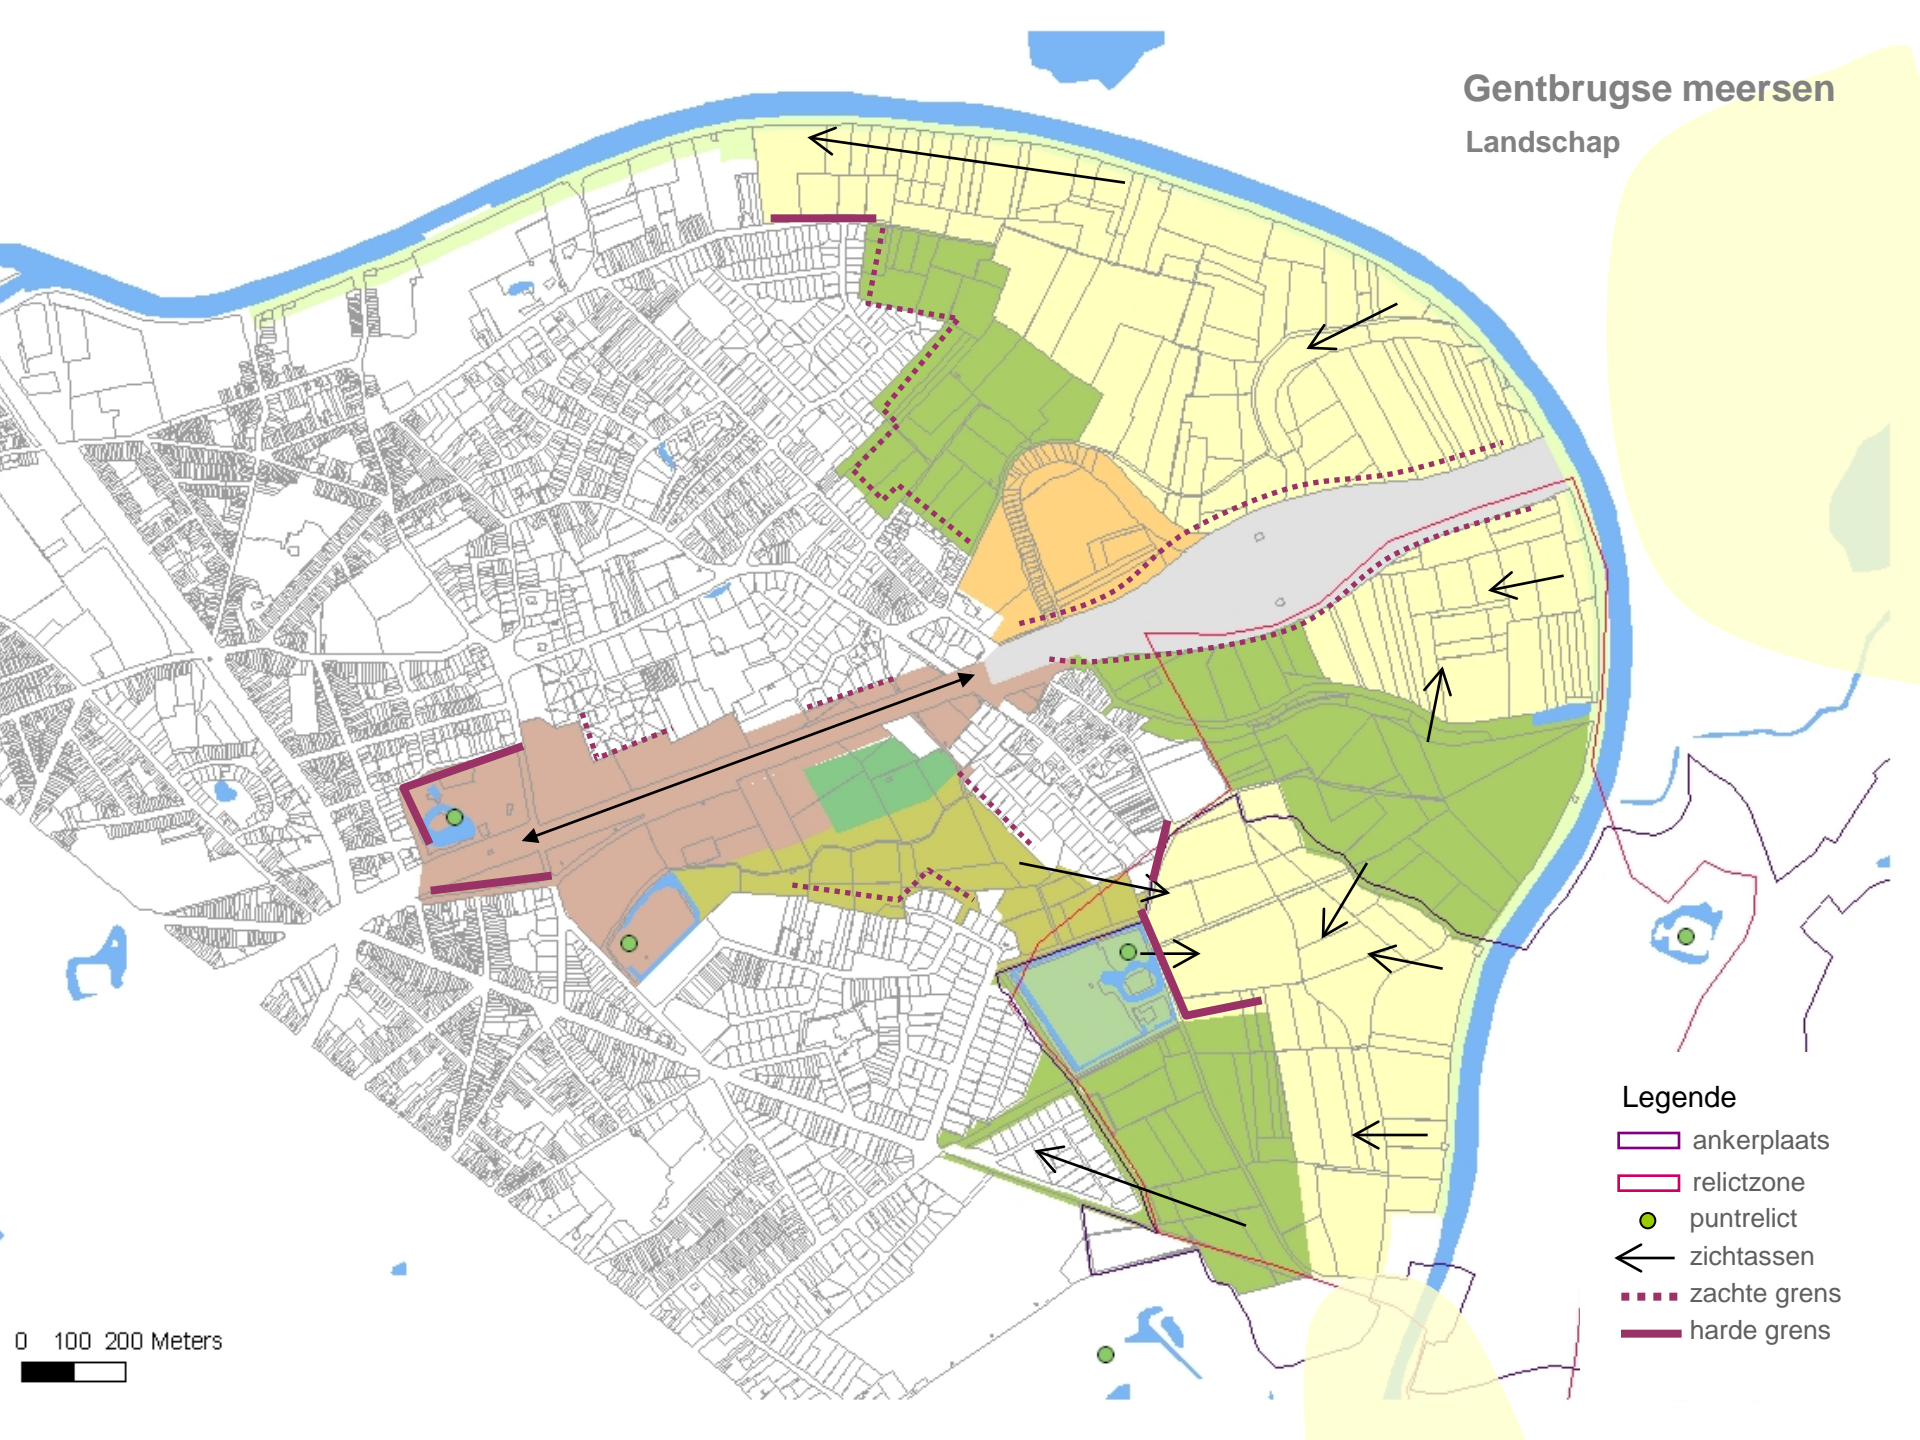 Gentbrugse meersen
Landschap
Legende
ankerplaats
relictzone
puntrelict
zichtassen
zachte grens
harde grens
0 100 200 Meters